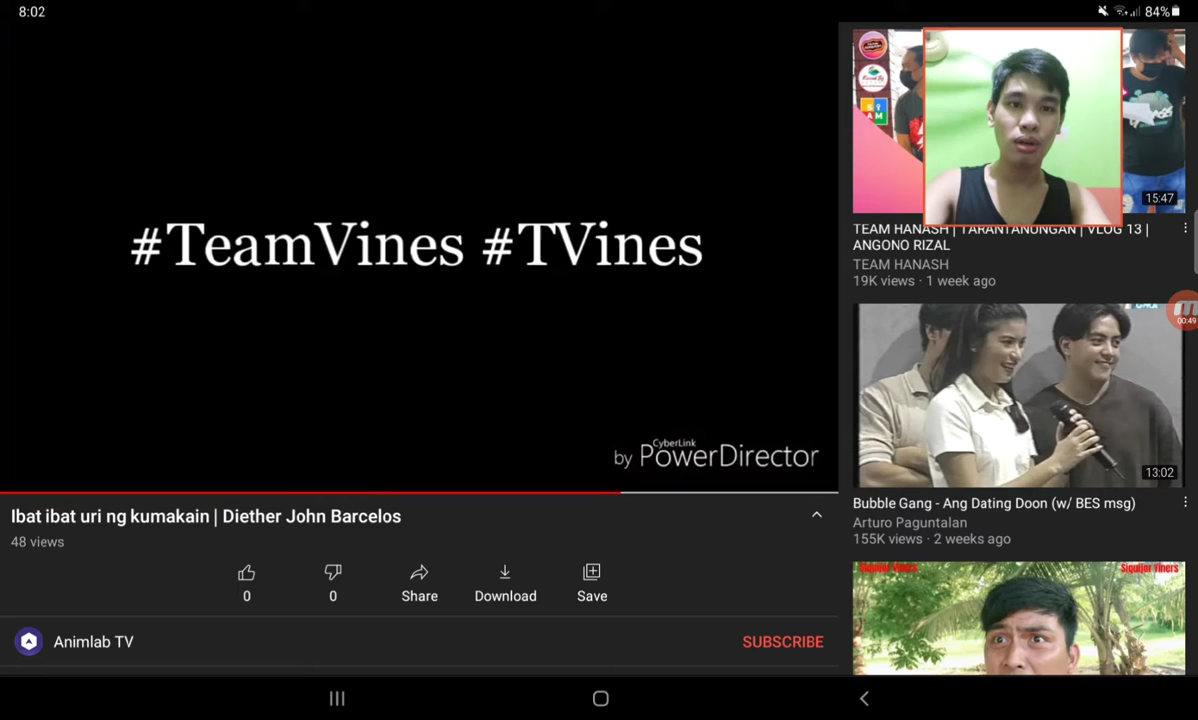 8:02
84%
#TeamVines #TVines
CyberLink
by PowerDirector
Ibat ibat uri ng kumakain | Diether John Barcelos
48 views
0
0
Share
Download
Save
Animlab TV
SUBSCRIBE
15:47
TEAM HANASH | TARANTANUNGAN | VLOG 13 |
ANGONO RIZAL
TEAM HANASH
19K views · 1 week ago
00:49
13:02
Bubble Gang - Ang Dating Doon (w/ BES msg)
Arturo Paguntalan
155K views · 2 weeks ago
Siquijor Viners
Siquijor Viners